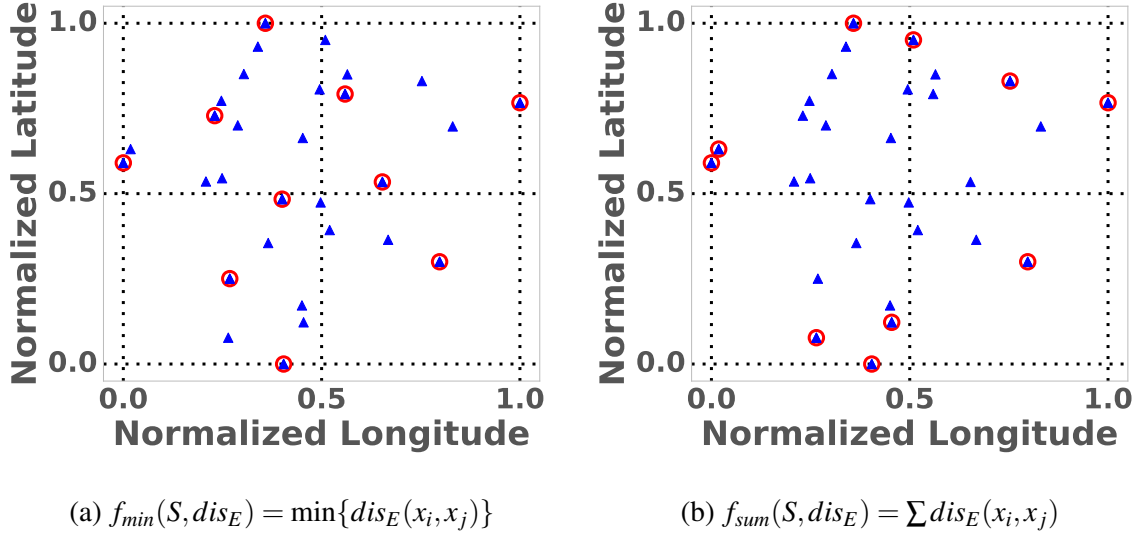 Normalized Latitude
1.0
0.5
0.0
0.0 0.5 1.0
Normalized Longitude
(a) f_min(S, dis_E) = min{dis_E(x_i, x_j)}
Normalized Latitude
1.0
0.5
0.0
0.0 0.5 1.0
Normalized Longitude
(b) f_sum(S, dis_E) = ∑ dis_E(x_i, x_j)